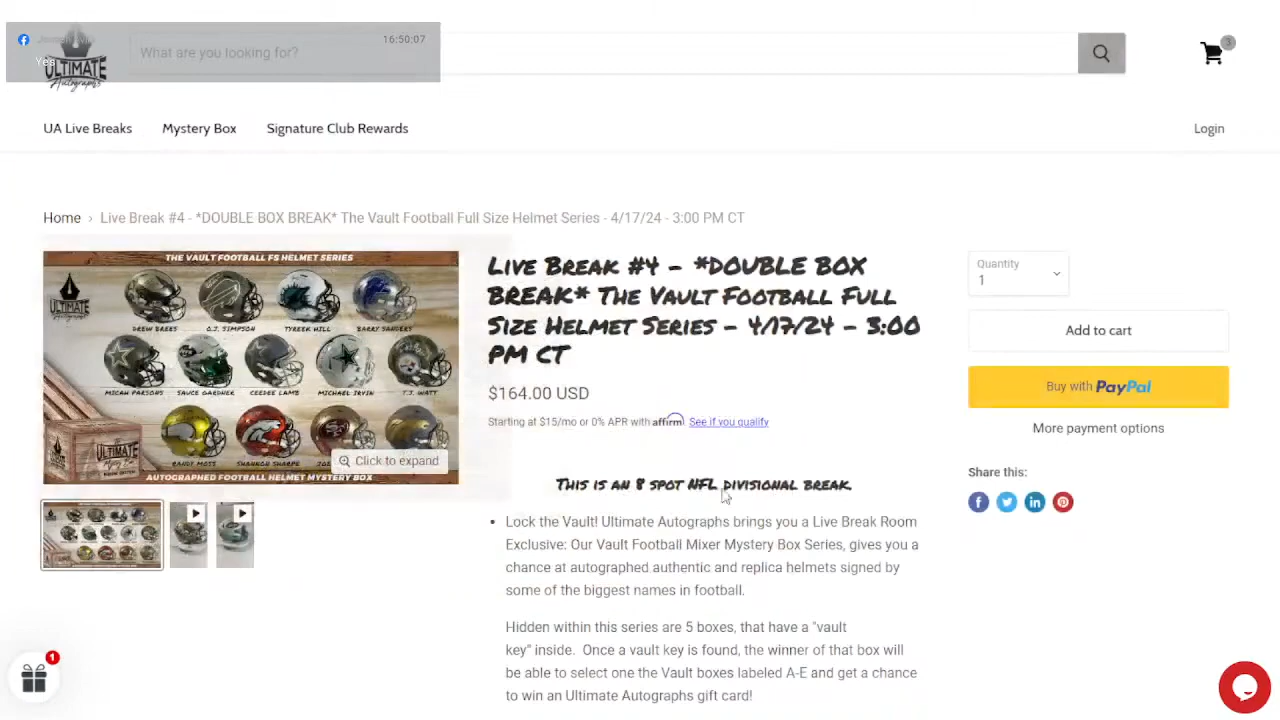 16:50:07
Yes
What are you looking for?
3
ULTIMATE
Autographs
UA Live Breaks
Mystery Box
Signature Club Rewards
Login
Home › Live Break #4 - *DOUBLE BOX BREAK* The Vault Football Full Size Helmet Series - 4/17/24 - 3:00 PM CT
THE VAULT FOOTBALL FS HELMET SERIES
ULTIMATE
DREW BREES O.J. SIMPSON TYREEK HILL BARRY SANDERS
MICAH PARSONS SAUCE GARDNER CEEDEE LAMB MICHAEL IRVIN T.J. WATT
RANDY MOSS SHANNON SHARPE
ULTIMATE
Click to expand
AUTOGRAPHED FOOTBALL HELMET MYSTERY BOX
Live Break #4 - *DOUBLE BOX
BREAK* The Vault Football Full
Size Helmet Series - 4/17/24 - 3:00
PM CT
$164.00 USD
Starting at $15/mo or 0% APR with affirm See if you qualify
This is an 8 spot NFL divisional break.
• Lock the Vault! Ultimate Autographs brings you a Live Break Room
Exclusive: Our Vault Football Mixer Mystery Box Series, gives you a
chance at autographed authentic and replica helmets signed by
some of the biggest names in football.
Hidden within this series are 5 boxes, that have a "vault
key" inside. Once a vault key is found, the winner of that box will
be able to select one the Vault boxes labeled A-E and get a chance
to win an Ultimate Autographs gift card!
Quantity
1
Add to cart
Buy with PayPal
More payment options
Share this:
1